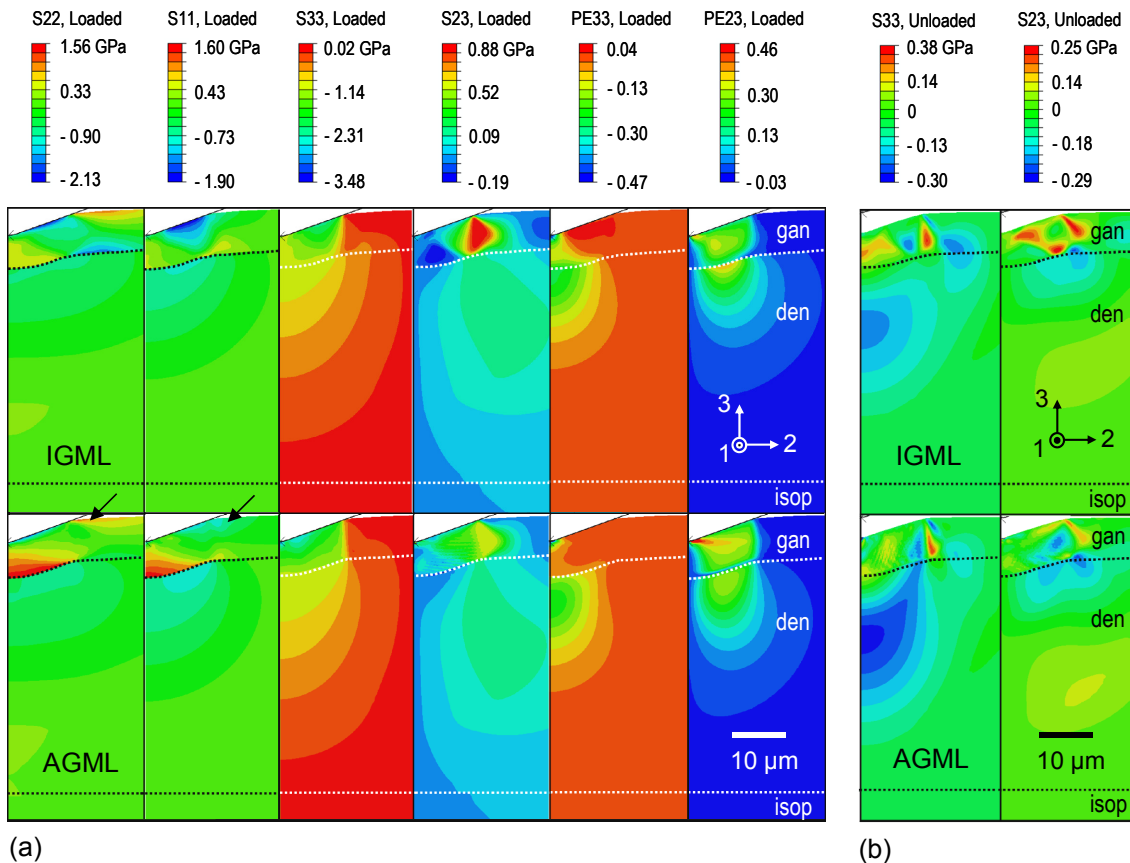 S22, Loaded
S11, Loaded
S33, Loaded
S23, Loaded
PE33, Loaded
PE23, Loaded
S33, Unloaded
S23, Unloaded
1.56 GPa
0.33
- 0.90
- 2.13
1.60 GPa
0.43
- 0.73
- 1.90
0.02 GPa
- 1.14
- 2.31
- 3.48
0.88 GPa
0.52
0.09
- 0.19
0.04
- 0.13
- 0.30
- 0.47
0.46
0.30
0.13
- 0.03
0.38 GPa
0.14
0
- 0.13
- 0.30
0.25 GPa
0.14
0
- 0.18
- 0.29
gan
den
3
1
2
IGML
isop
gan
den
3
1
2
IGML
isop
gan
den
AGML
10 µm
isop
gan
den
AGML
10 µm
isop
(a)
(b)